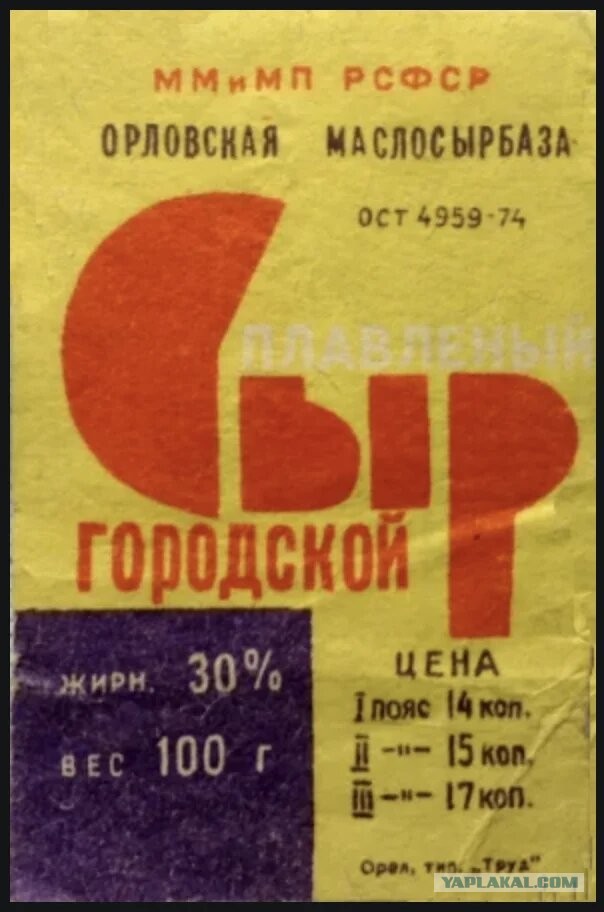 ММиМП РСФСР
ОРЛОВСКАЯ МАСЛОСЫРБАЗА
ОСТ 4959-74
ПЛАВЛЕНЫЙ
Сыр
ГОРОДСКОЙ
ЖИРН. 30%
ВЕС 100 г
ЦЕНА
I пояс 14 коп.
II -"- 15 коп.
III -"- 17 коп.
Орел, тип. „Труд"
YAPLAKAL.COM